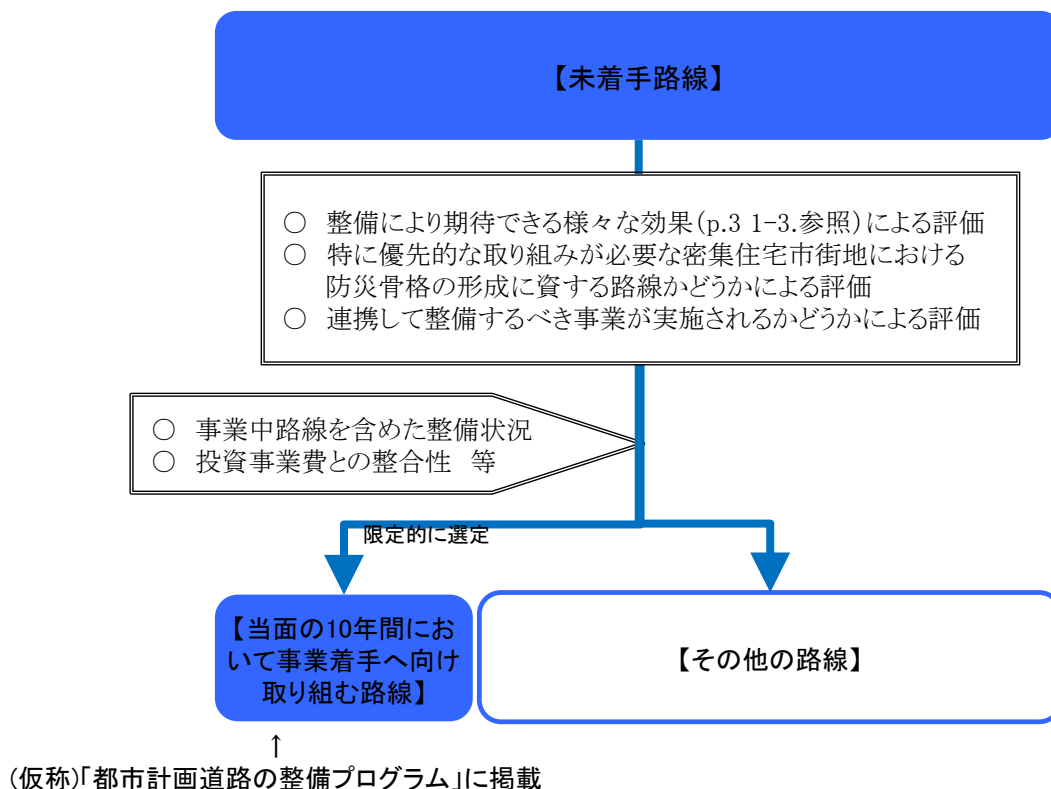 【未着手路線】
○ 整備により期待できる様々な効果(p.3 1-3.参照)による評価
○ 特に優先的な取り組みが必要な密集住宅市街地における
防災骨格の形成に資する路線かどうかによる評価
○ 連携して整備するべき事業が実施されるかどうかによる評価
○ 事業中路線を含めた整備状況
○ 投資事業費との整合性 等
限定的に選定
【当面の10年間にお
いて事業着手へ向け
取り組む路線】
【その他の路線】
↑
(仮称)「都市計画道路の整備プログラム」に掲載